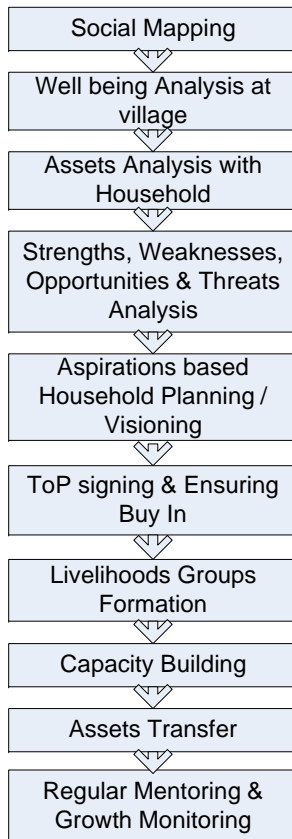 Social Mapping
Well being Analysis at
village
Assets Analysis with
Household
Strengths, Weaknesses,
Opportunities & Threats
Analysis
Aspirations based
Household Planning /
Visioning
ToP signing & Ensuring
Buy In
Livelihoods Groups
Formation
Capacity Building
Assets Transfer
Regular Mentoring &
Growth Monitoring